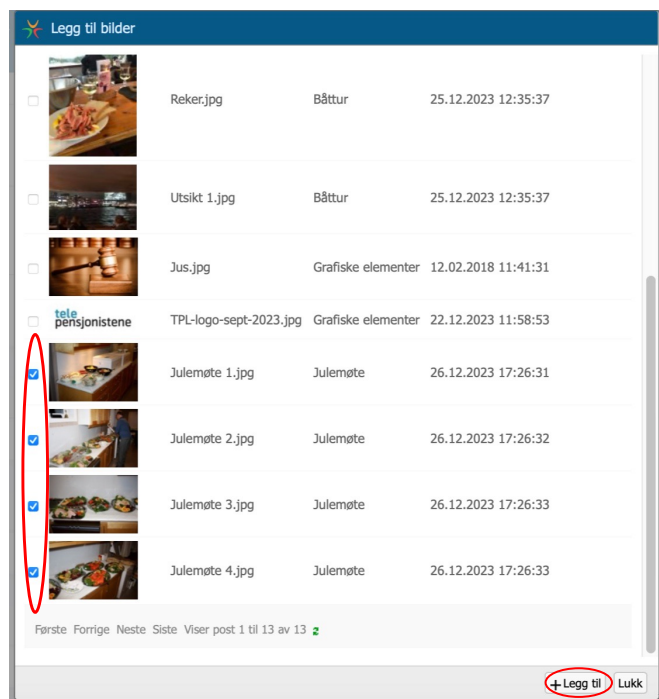 Legg til bilder
Reker.jpg Båttur 25.12.2023 12:35:37
Utsikt 1.jpg Båttur 25.12.2023 12:35:37
Jus.jpg Grafiske elementer 12.02.2018 11:41:31
tele
pensjonistene TPL-logo-sept-2023.jpg Grafiske elementer 22.12.2023 11:58:53
Julemøte 1.jpg Julemøte 26.12.2023 17:26:31
Julemøte 2.jpg Julemøte 26.12.2023 17:26:32
Julemøte 3.jpg Julemøte 26.12.2023 17:26:33
Julemøte 4.jpg Julemøte 26.12.2023 17:26:33
Første Forrige Neste Siste Viser post 1 til 13 av 13
+Legg til Lukk